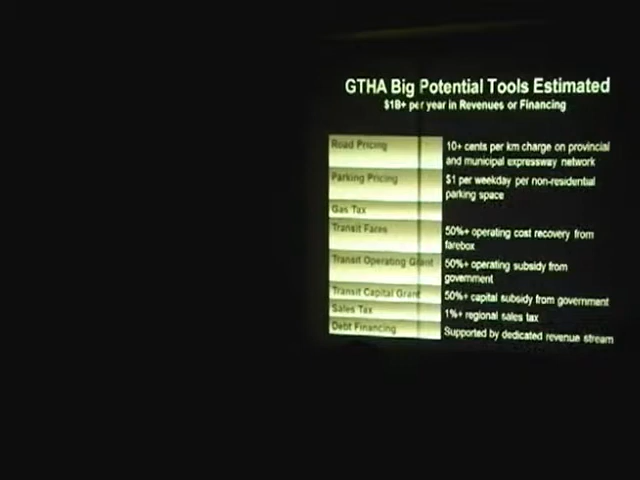 GTHA Big Potential Tools Estimated
$1B+ per year in Revenues or Financing
Road Pricing
10+ cents per km charge on provincial
and municipal expressway network
Parking Pricing
$1 per weekday per non-residential
parking space
Gas Tax
Transit Fares
50%+ operating cost recovery from
farebox
Transit Operating Grant
50%+ operating subsidy from
government
Transit Capital Grant
50%+ capital subsidy from government
Sales Tax
1%+ regional sales tax
Debt Financing
Supported by dedicated revenue stream